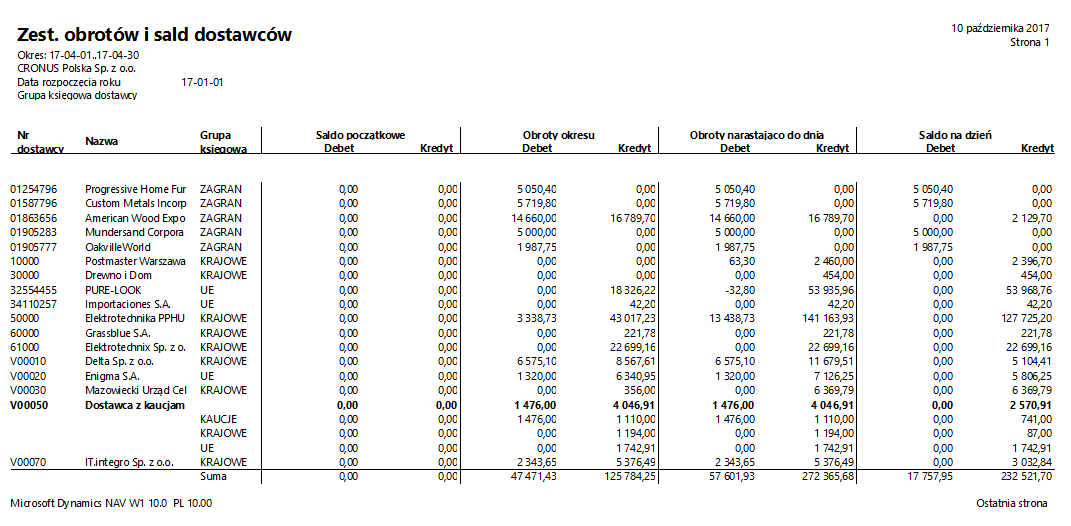 Zest. obrotów i sald dostawców
10 października 2017
Strona 1
Okres: 17-04-01..17-04-30
CRONUS Polska Sp. z o.o.
Data rozpoczęcia roku 17-01-01
Grupa księgowa dostawcy
Nr dostawcy Nazwa Grupa księgowa Saldo początkowe Obroty okresu Obroty narastająco do dnia Saldo na dzień
Debet Kredyt Debet Kredyt Debet Kredyt Debet Kredyt
01254796 Progressive Home Fur ZAGRAN 0,00 0,00 5 050,40 0,00 5 050,40 0,00 5 050,40 0,00
01587796 Custom Metals Incorp ZAGRAN 0,00 0,00 5 719,80 0,00 5 719,80 0,00 5 719,80 0,00
01863656 American Wood Expo ZAGRAN 0,00 0,00 14 660,00 16 789,70 14 660,00 16 789,70 0,00 2 129,70
01905283 Mundersand Corpora ZAGRAN 0,00 0,00 5 000,00 0,00 5 000,00 0,00 5 000,00 0,00
01905777 OakvilleWorld ZAGRAN 0,00 0,00 1 987,75 0,00 1 987,75 0,00 1 987,75 0,00
10000 Postmaster Warszawa KRAJOWE 0,00 0,00 0,00 0,00 63,30 2 460,00 0,00 2 396,70
30000 Drewno i Dom KRAJOWE 0,00 0,00 0,00 0,00 0,00 454,00 0,00 454,00
32554455 PURE-LOOK UE 0,00 0,00 0,00 18 326,22 -32,80 53 935,96 0,00 53 968,76
34110257 Importaciones S.A. UE 0,00 0,00 0,00 42,20 0,00 42,20 0,00 42,20
50000 Elektrotechnika PPHU KRAJOWE 0,00 0,00 3 338,73 43 017,23 13 438,73 141 163,93 0,00 127 725,20
60000 Grassblue S.A. KRAJOWE 0,00 0,00 0,00 221,78 0,00 221,78 0,00 221,78
61000 Elektrotechnix Sp. z o. KRAJOWE 0,00 0,00 0,00 22 699,16 0,00 22 699,16 0,00 22 699,16
V00010 Delta Sp. z o.o. KRAJOWE 0,00 0,00 6 575,10 8 567,61 6 575,10 11 679,51 0,00 5 104,41
V00020 Enigma S.A. UE 0,00 0,00 1 320,00 6 340,95 1 320,00 7 126,25 0,00 5 806,25
V00030 Mazowiecki Urząd Cel KRAJOWE 0,00 0,00 0,00 356,00 0,00 6 369,79 0,00 6 369,79
V00050 Dostawca z kaucjam 0,00 0,00 1 476,00 4 046,91 1 476,00 4 046,91 0,00 2 570,91
KAUCJE 0,00 0,00 1 476,00 1 110,00 1 476,00 1 110,00 0,00 741,00
KRAJOWE 0,00 0,00 0,00 1 194,00 0,00 1 194,00 0,00 87,00
UE 0,00 0,00 0,00 1 742,91 0,00 1 742,91 0,00 1 742,91
V00070 IT.integro Sp. z o.o. KRAJOWE 0,00 0,00 2 343,65 5 376,49 2 343,65 5 376,49 0,00 3 032,84
Suma 0,00 0,00 47 471,43 125 784,25 57 601,93 272 365,68 17 757,95 232 521,70
Microsoft Dynamics NAV W1 10.0 PL 10.00
Ostatnia strona